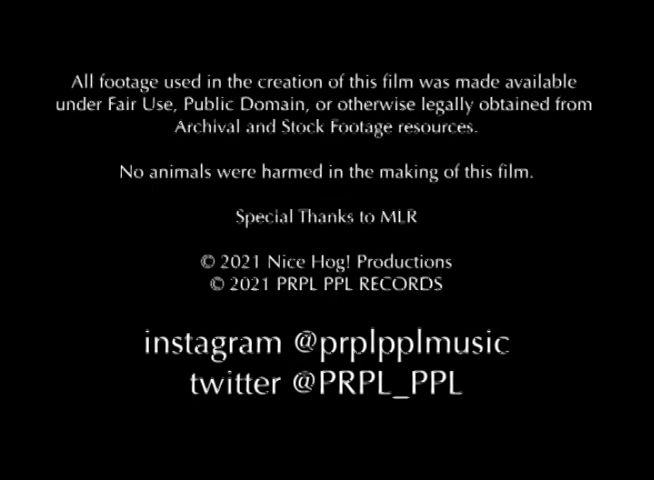 All footage used in the creation of this film was made available
under Fair Use, Public Domain, or otherwise legally obtained from
Archival and Stock Footage resources.
No animals were harmed in the making of this film.
Special Thanks to MLR
© 2021 Nice Hog! Productions
© 2021 PRPL PPL RECORDS
instagram @prplpplmusic
twitter @PRPL_PPL